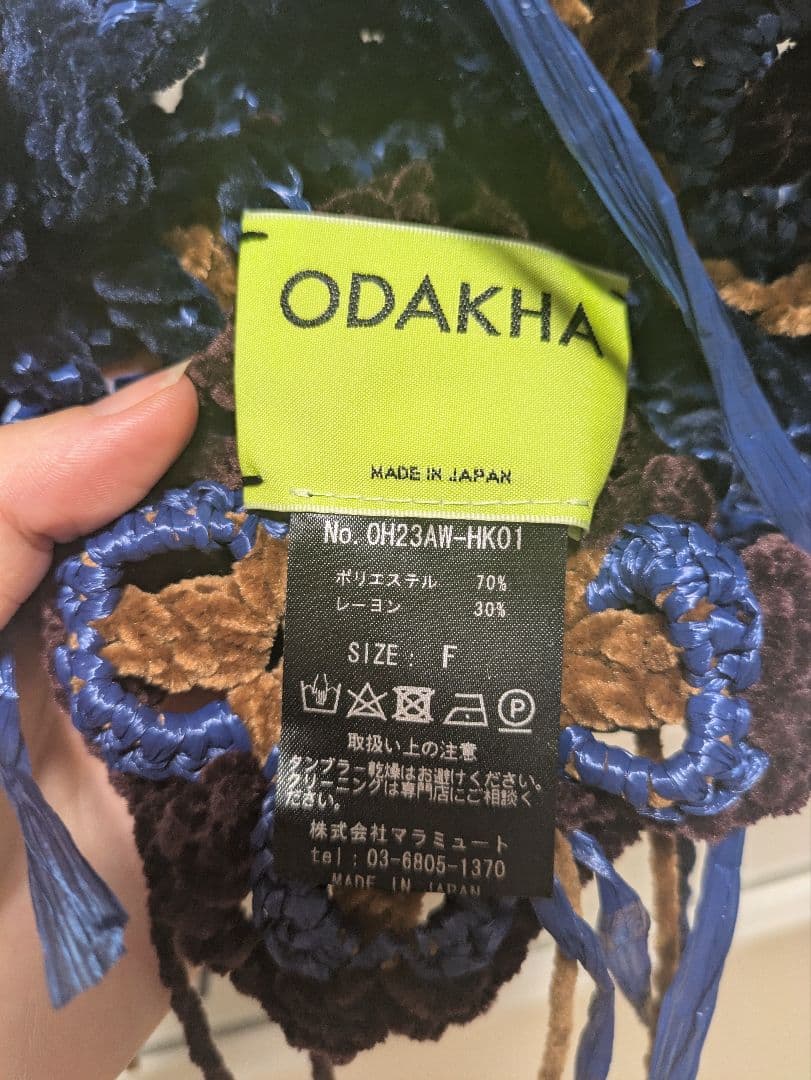 ODAKHA
MADE IN JAPAN
No. OH23AW-HK01
ポリエステル 70%
レーヨン 30%
SIZE: F
P
取扱い上の注意
タンブラー乾燥はお避けください。
クリーニングは専門店にご相談く
ださい。
株式会社マラミュート
tel: 03-6805-1370
MADE IN JAPAN